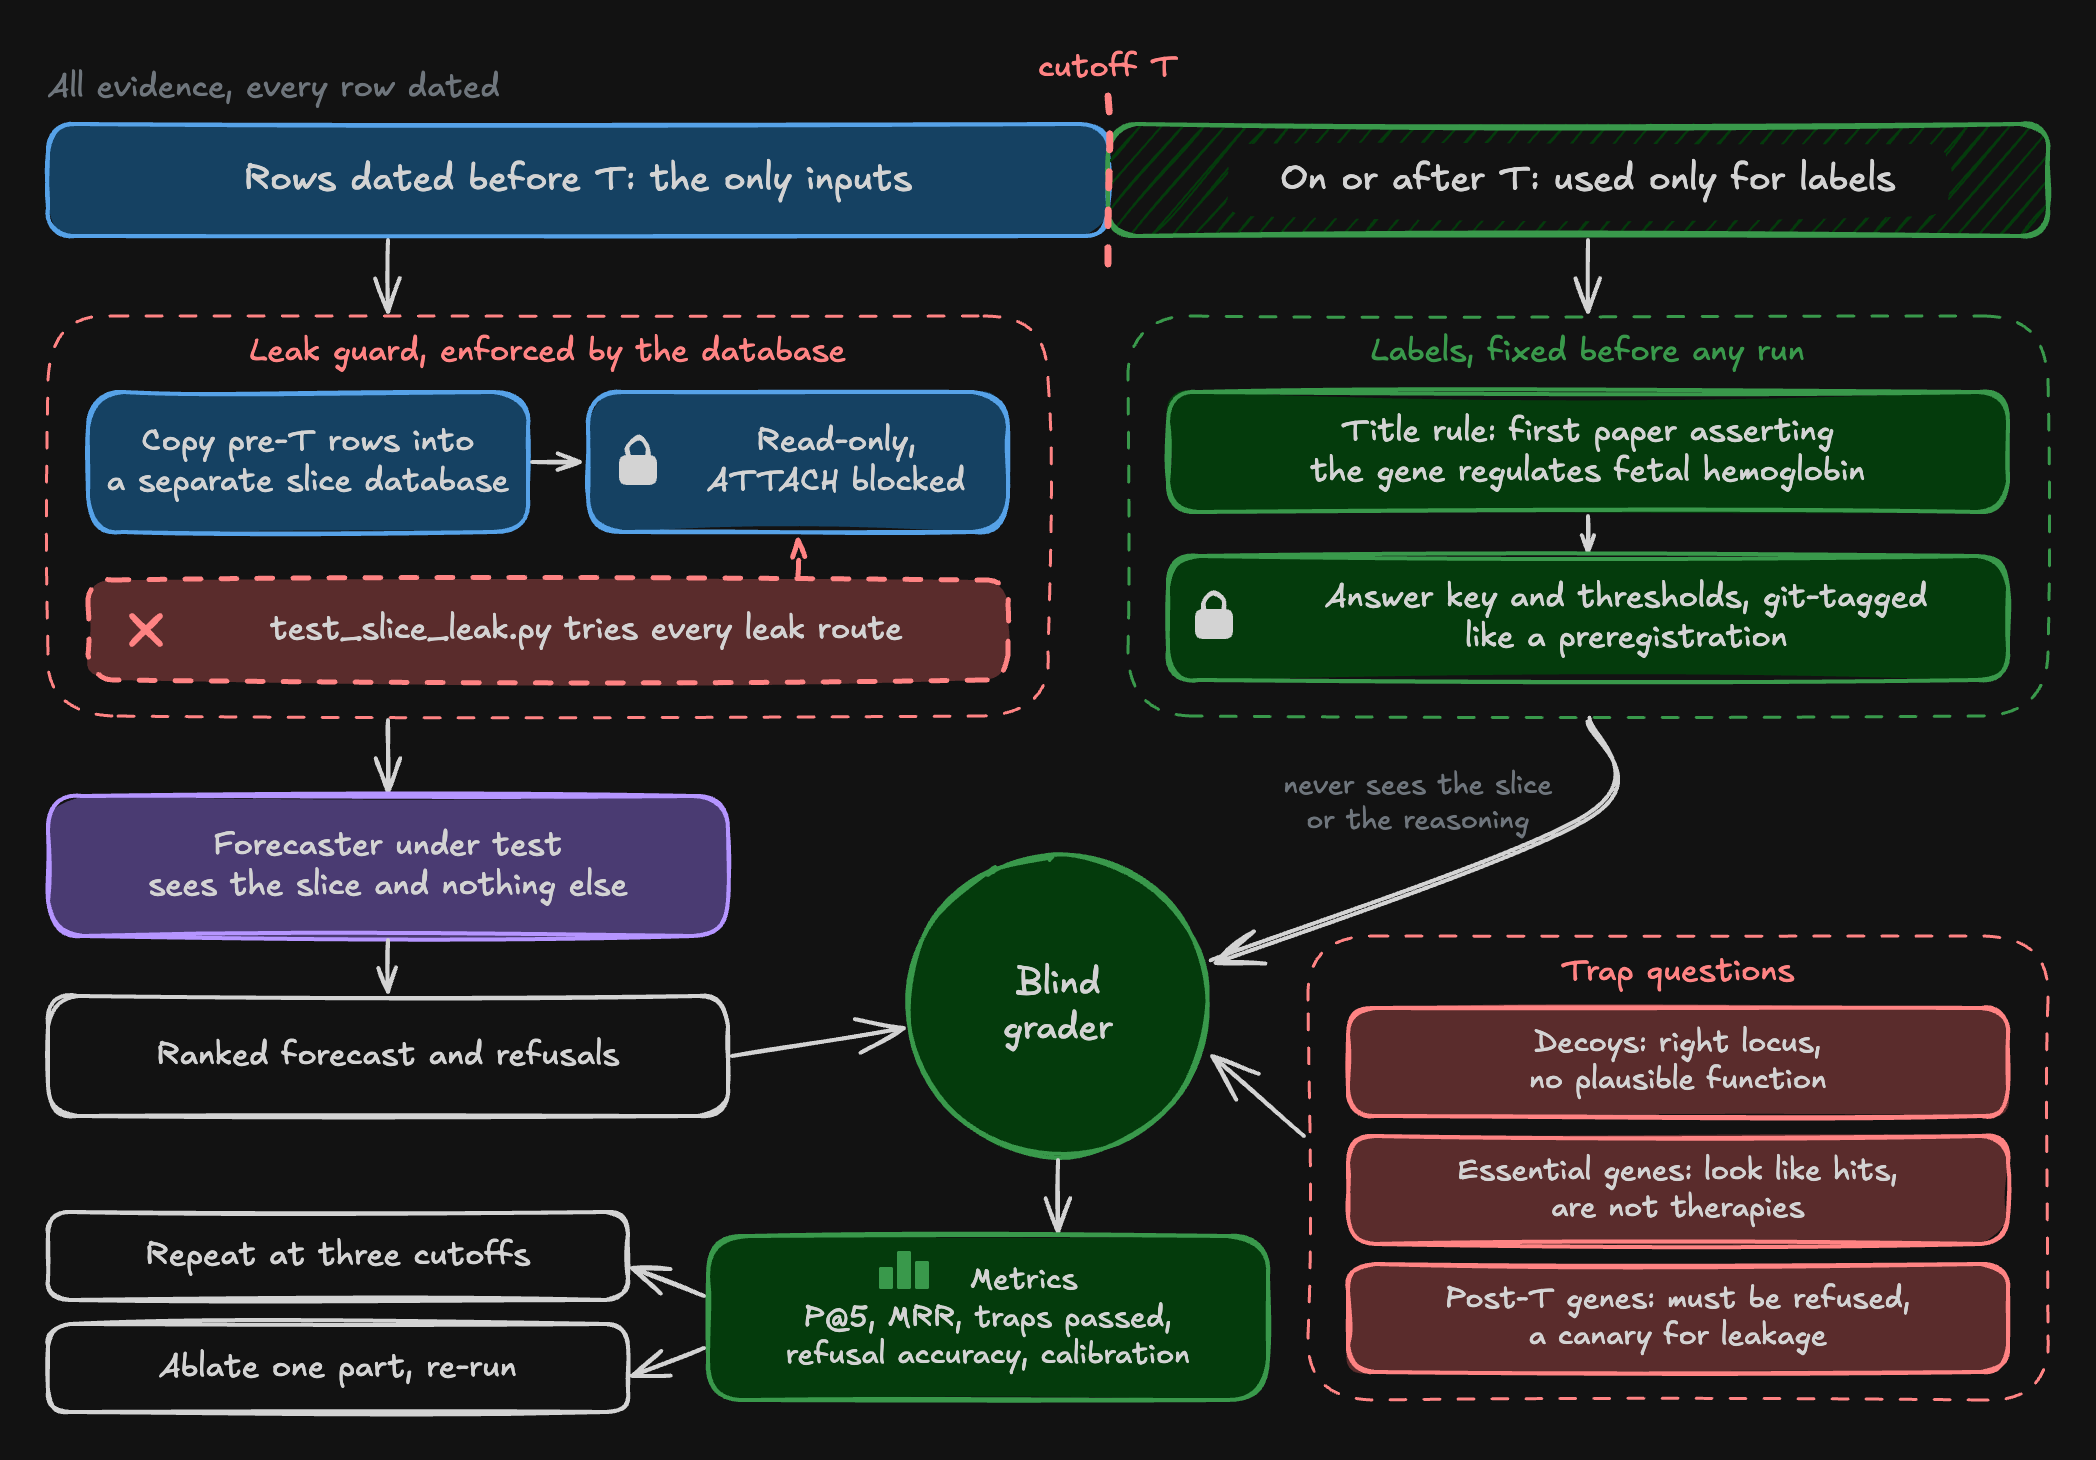 All evidence, every row dated
cutoff T
Rows dated before T: the only inputs
On or after T: used only for labels
Leak guard, enforced by the database
Copy pre-T rows into
a separate slice database
Read-only,
ATTACH blocked
test_slice_leak.py tries every leak route
Labels, fixed before any run
Title rule: first paper asserting
the gene regulates fetal hemoglobin
Answer key and thresholds, git-tagged
like a preregistration
never sees the slice
or the reasoning
Forecaster under test
sees the slice and nothing else
Ranked forecast and refusals
Blind
grader
Trap questions
Decoys: right locus,
no plausible function
Essential genes: look like hits,
are not therapies
Post-T genes: must be refused,
a canary for leakage
Metrics
P@5, MRR, traps passed,
refusal accuracy, calibration
Repeat at three cutoffs
Ablate one part, re-run